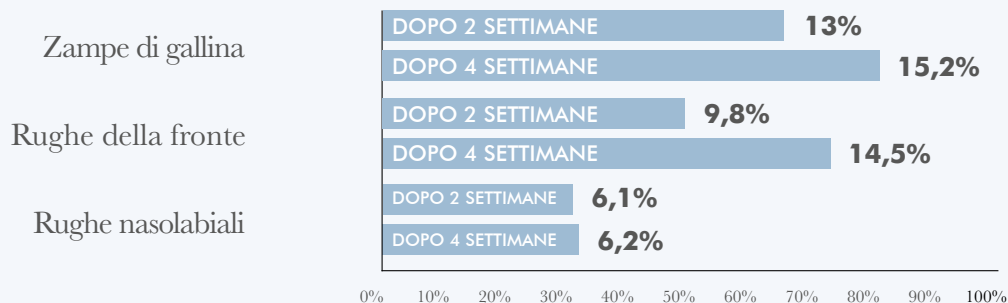 DOPO 2 SETTIMANE 13%
Zampe di gallina
DOPO 4 SETTIMANE 15,2%
DOPO 2 SETTIMANE 9,8%
Rughe della fronte
DOPO 4 SETTIMANE 14,5%
DOPO 2 SETTIMANE 6,1%
Rughe nasolabiali
DOPO 4 SETTIMANE 6,2%
0% 10% 20% 30% 40% 50% 60% 70% 80% 90% 100%